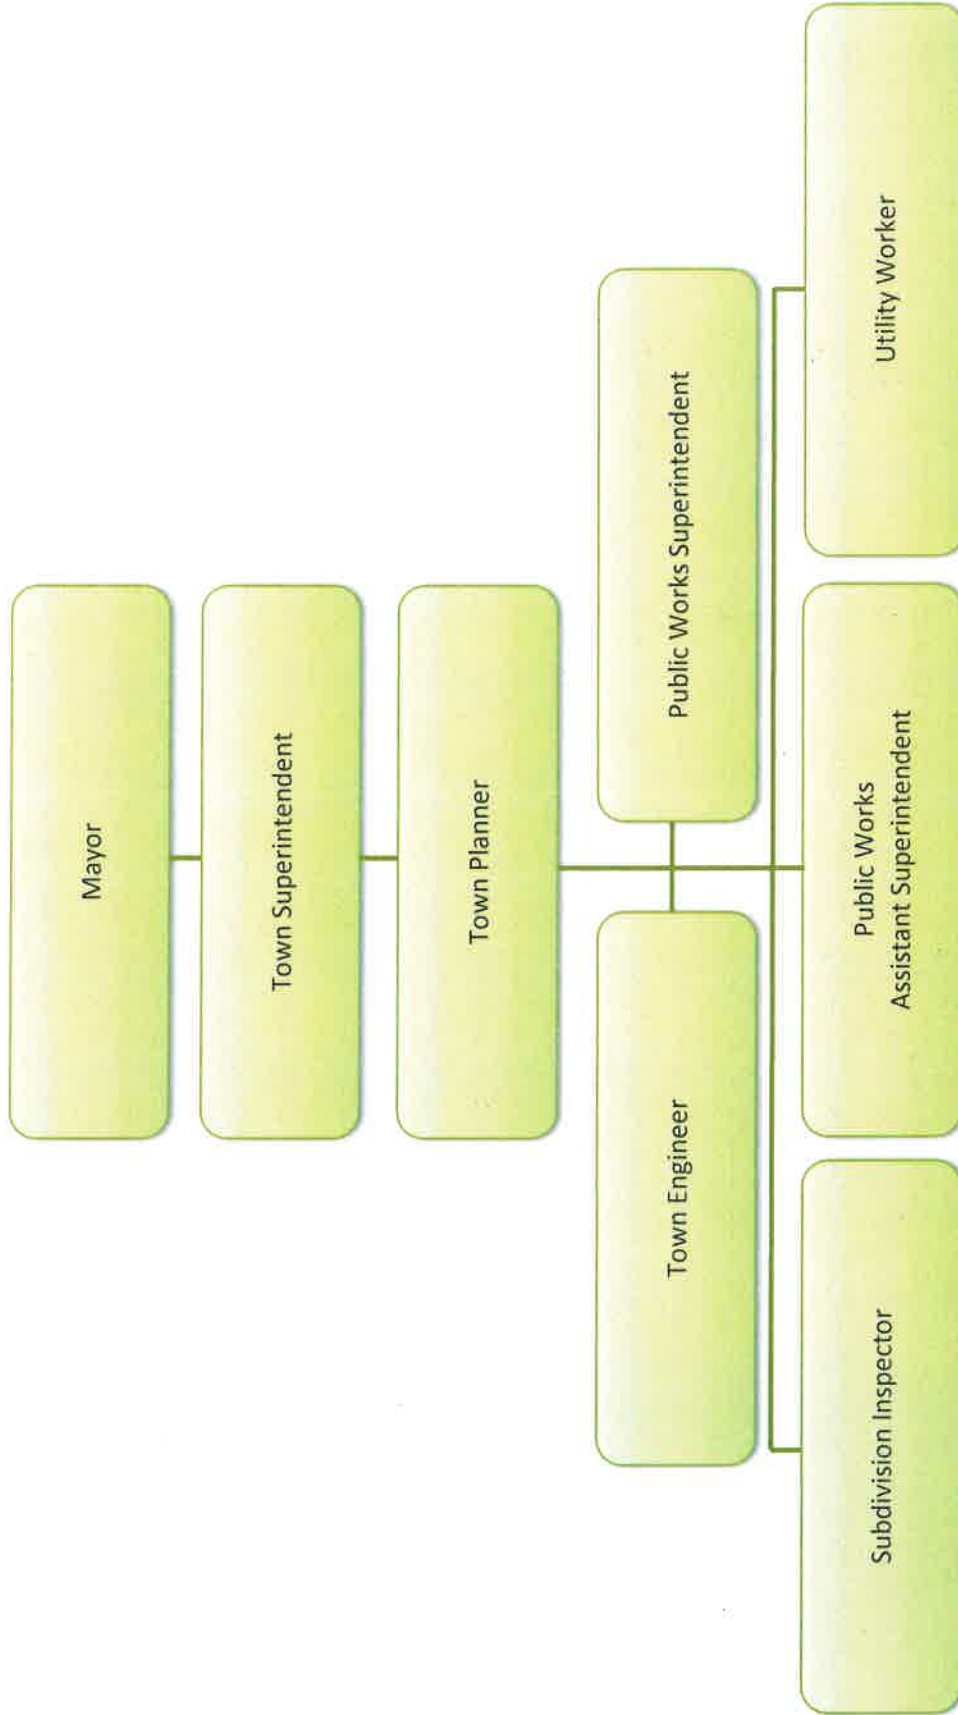 Mayor
Town Superintendent
Town Planner
Town Engineer
Public Works Superintendent
Subdivision Inspector
Public Works
Assistant Superintendent
Utility Worker